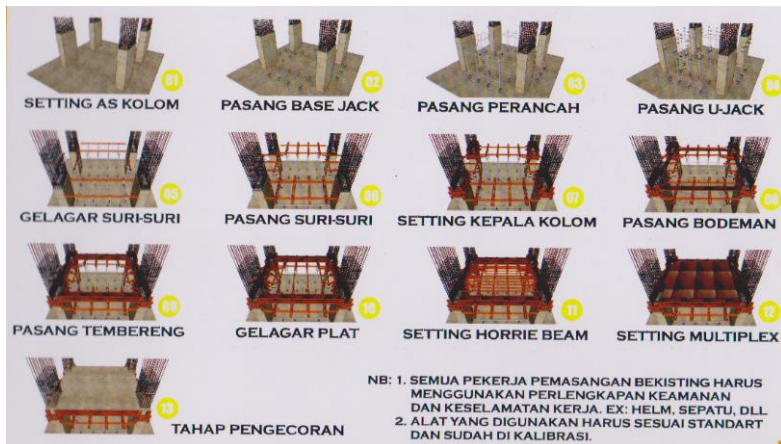 01
SETTING AS KOLOM
02
PASANG BASE JACK
03
PASANG PERANCAH
04
PASANG U-JACK
05
GELAGAR SURI-SURI
06
PASANG SURI-SURI
07
SETTING KEPALA KOLOM
08
PASANG BODEMAN
09
PASANG TEMBERENG
10
GELAGAR PLAT
11
SETTING HORRIE BEAM
12
SETTING MULTIPLEX
13
TAHAP PENGECORAN
NB: 1. SEMUA PEKERJA PEMASANGAN BEKISTING HARUS
MENGGUNAKAN PERLENGKAPAN KEAMANAN
DAN KESELAMATAN KERJA. EX: HELM, SEPATU, DLL
2. ALAT YANG DIGUNAKAN HARUS SESUAI STANDART
DAN SUDAH DI KALIBRASI.